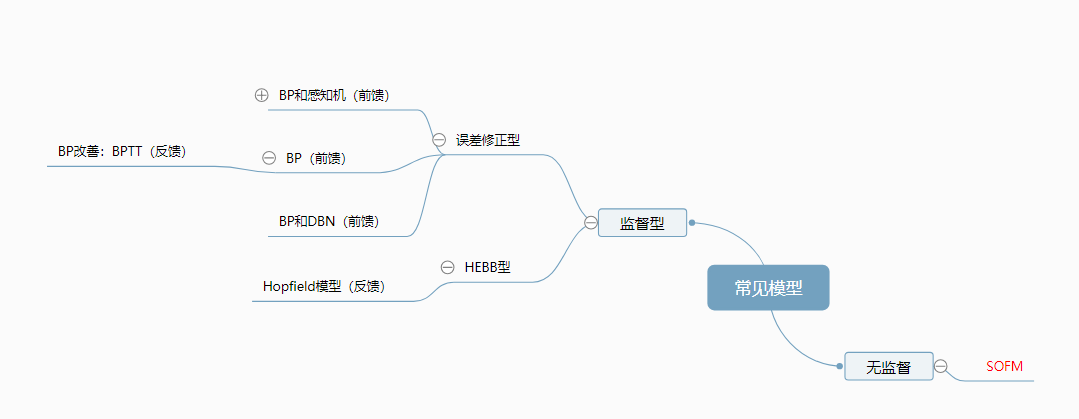 BP和感知机（前馈）
误差修正型
BP改善：BPTT（反馈）
BP（前馈）
BP和DBN（前馈）
监督型
HEBB型
Hopfield模型（反馈）
常见模型
无监督
SOFM